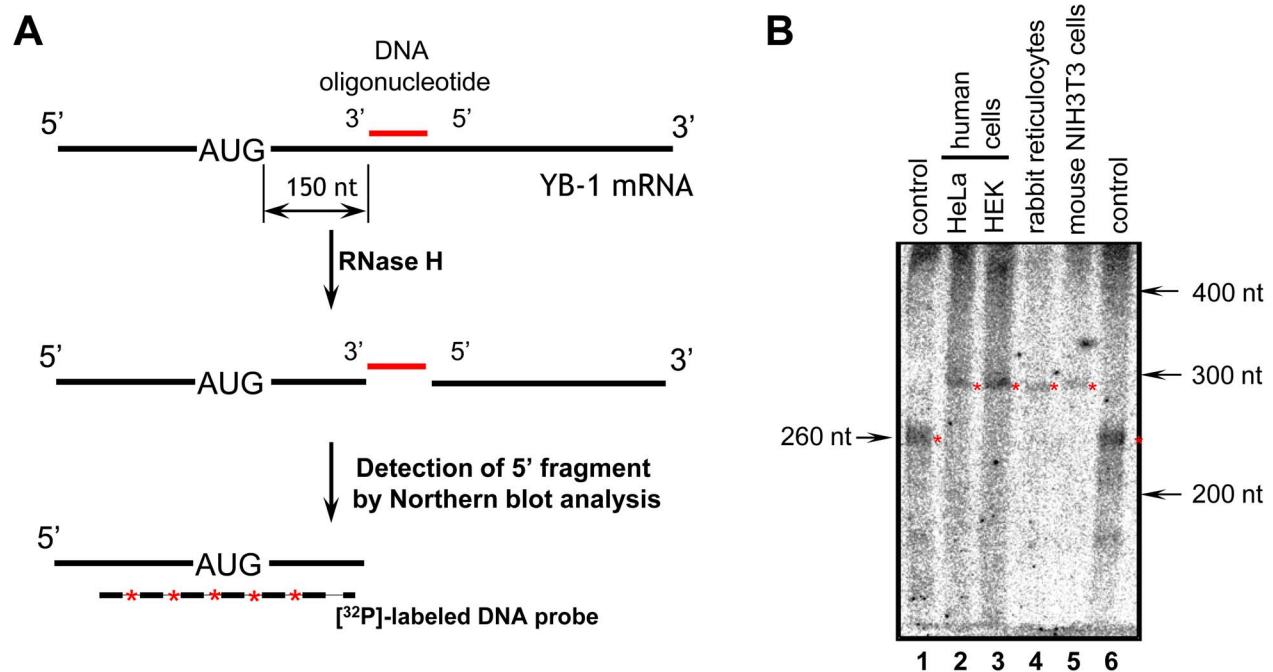 A
DNA
oligonucleotide
5’
3’
5’
3’
AUG
150 nt
YB-1 mRNA
RNase H
5’
3’
5’
3’
AUG
Detection of 5’ fragment
by Northern blot analysis
5’
AUG
* * * * *
[³²P]-labeled DNA probe
B
control
human
cells
HeLa
HEK
rabbit reticulocytes
mouse NIH3T3 cells
control
400 nt
300 nt
260 nt
200 nt
* * * * * *
1 2 3 4 5 6